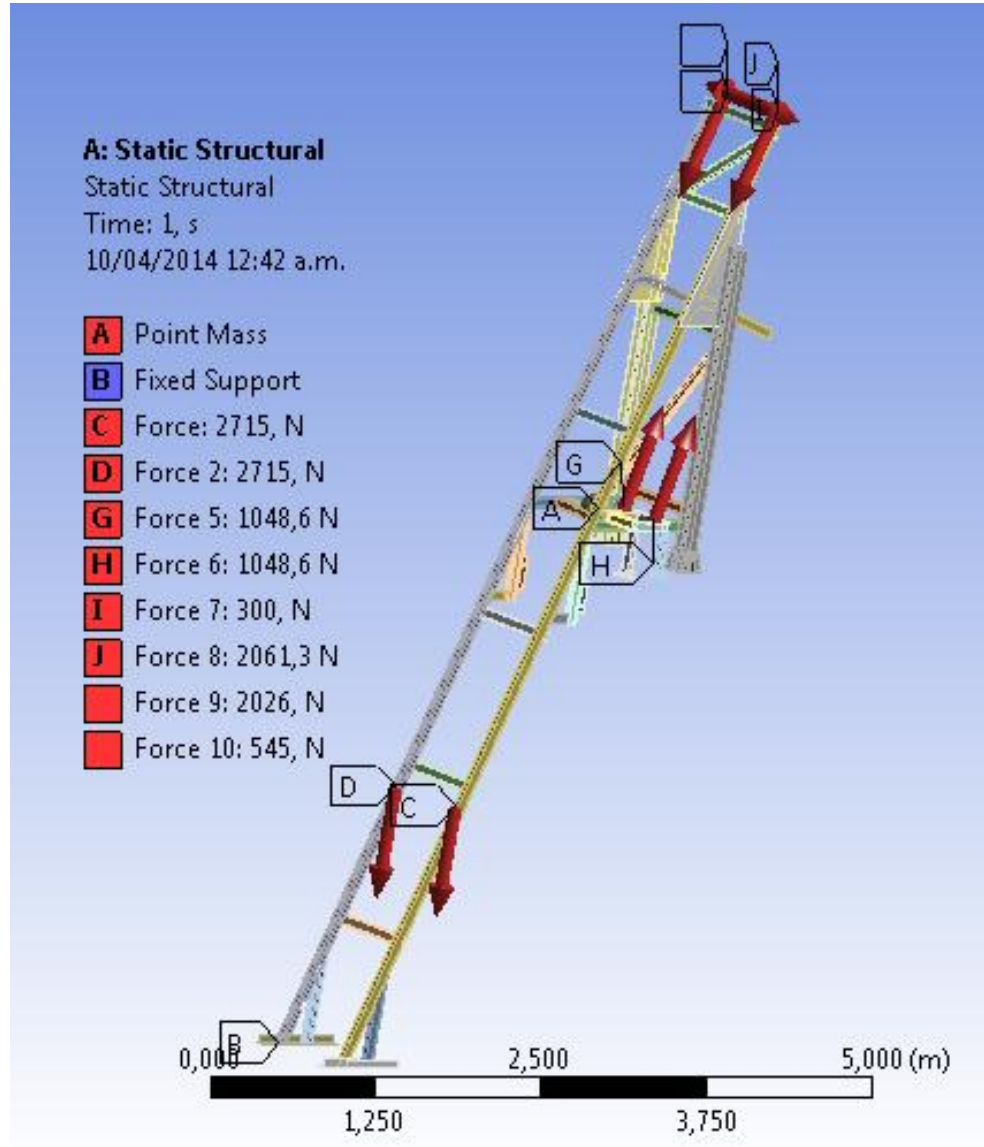 J
I
A: Static Structural
Static Structural
Time: 1, s
10/04/2014 12:42 a.m.
A Point Mass
B Fixed Support
C Force: 2715, N
D Force 2: 2715, N
G Force 5: 1048,6 N
H Force 6: 1048,6 N
I Force 7: 300, N
J Force 8: 2061,3 N
Force 9: 2026, N
Force 10: 545, N
G
A
H
D
C
B
0,000 2,500 5,000 (m)
1,250 3,750